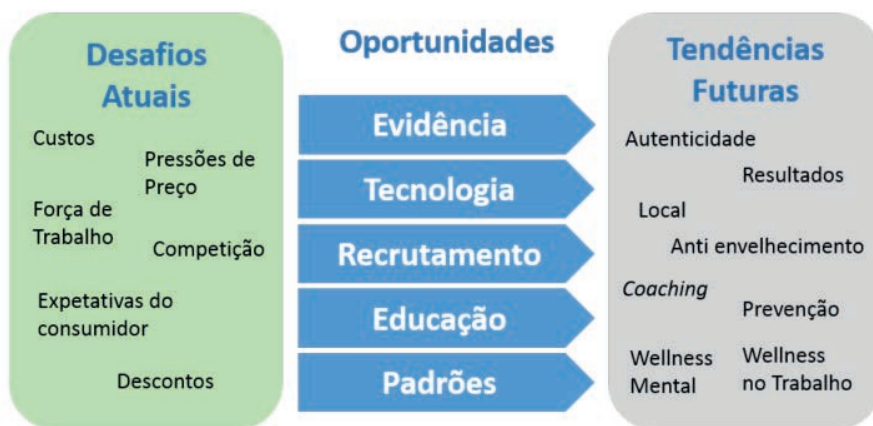 Desafios
Atuais
Custos
Pressões de
Preço
Força de
Trabalho
Competição
Expetativas do
consumidor
Descontos
Oportunidades
Evidência
Tecnologia
Recrutamento
Educação
Padrões
Tendências
Futuras
Autenticidade
Resultados
Local
Anti envelhecimento
Coaching
Prevenção
Wellness
Mental
Wellness
no Trabalho